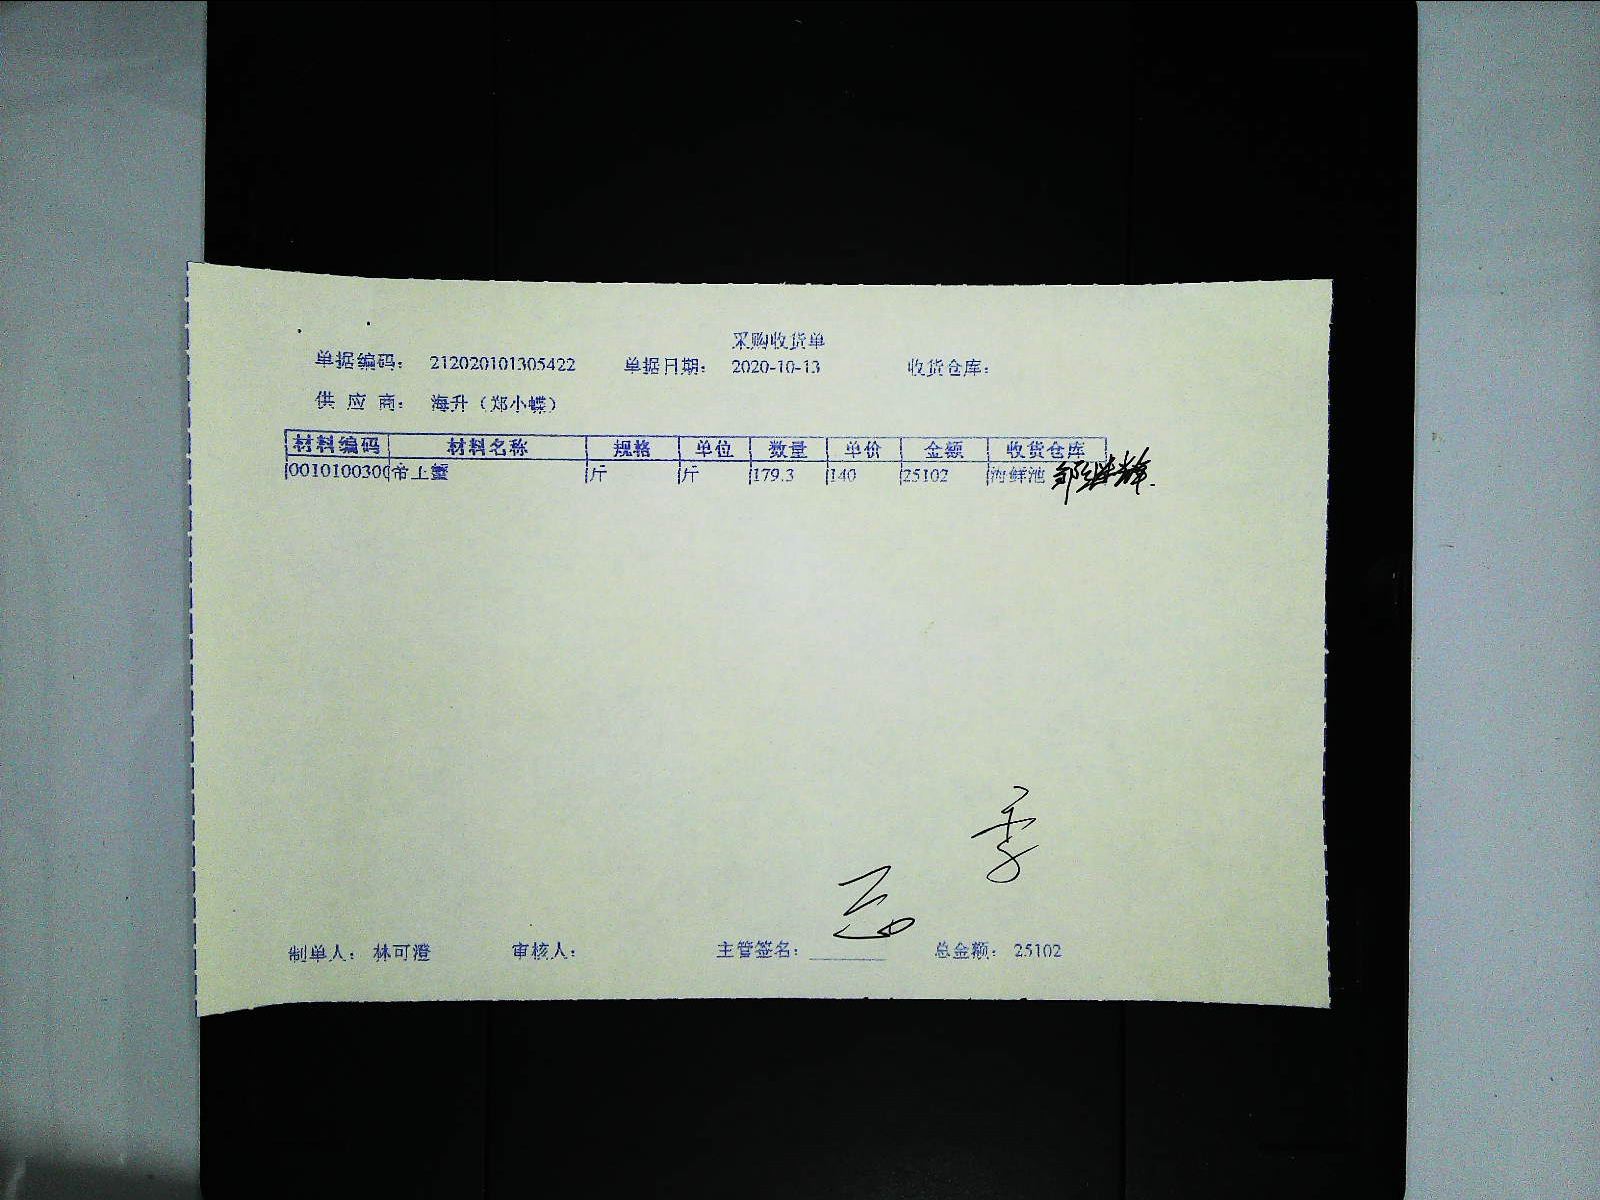 采购收货单
单据编码： 212020101305422 单据日期： 2020-10-13 收货仓库：
供 应 商： 海升（郑小蝶）
材料编码 材料名称 规格 单位 数量 单价 金额 收货仓库
0010100300 帝王蟹 斤 斤 179.3 140 25102 海鲜池
制单人： 林可澄 审核人： 主管签名： 总金额： 25102